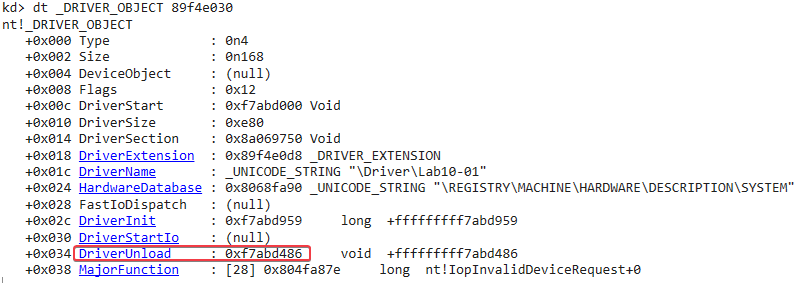 kd> dt _DRIVER_OBJECT 89f4e030
nt!_DRIVER_OBJECT
   +0x000 Type             : 0n4
   +0x002 Size             : 0n168
   +0x004 DeviceObject     : (null)
   +0x008 Flags            : 0x12
   +0x00c DriverStart      : 0xf7abd000 Void
   +0x010 DriverSize       : 0xe80
   +0x014 DriverSection    : 0x8a069750 Void
   +0x018 DriverExtension  : 0x89f4e0d8 _DRIVER_EXTENSION
   +0x01c DriverName       : _UNICODE_STRING "\Driver\Lab10-01"
   +0x024 HardwareDatabase : 0x8068fa90 _UNICODE_STRING "\REGISTRY\MACHINE\HARDWARE\DESCRIPTION\SYSTEM"
   +0x028 FastIoDispatch   : (null)
   +0x02c DriverInit       : 0xf7abd959     long  +fffffffff7abd959
   +0x030 DriverStartIo    : (null)
   +0x034 DriverUnload     : 0xf7abd486     void  +fffffffff7abd486
   +0x038 MajorFunction    : [28] 0x804fa87e     long  nt!IopInvalidDeviceRequest+0